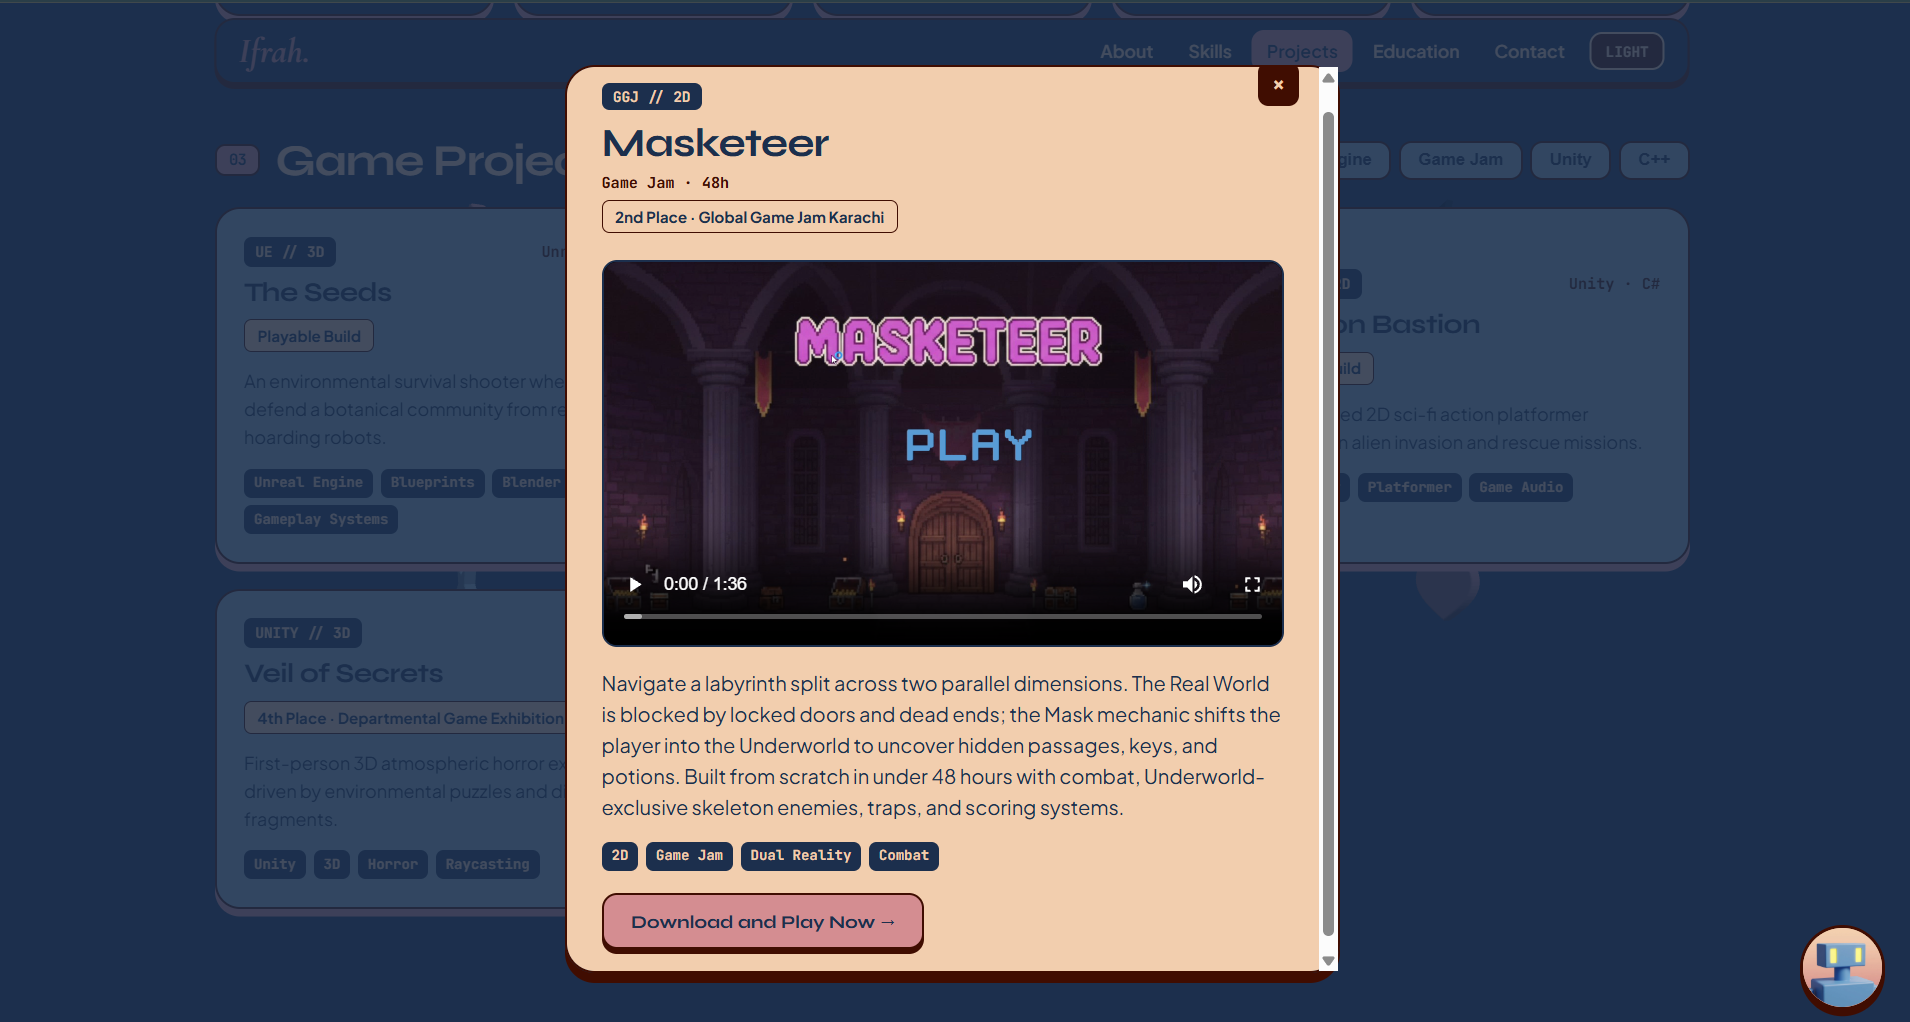 Ifrah.
About
Skills
Projects
Education
Contact
LIGHT
03
Game Projec
gine
Game Jam
Unity
C++
UE // 3D
Unr
The Seeds
Playable Build
An environmental survival shooter whe
defend a botanical community from re
hoarding robots.
Unreal Engine
Blueprints
Blender
Gameplay Systems
UNITY // 3D
Veil of Secrets
4th Place · Departmental Game Exhibition
First-person 3D atmospheric horror ex
driven by environmental puzzles and d
fragments.
Unity
3D
Horror
Raycasting
GGJ // 2D
×
Masketeer
Game Jam · 48h
2nd Place · Global Game Jam Karachi
MASKETEER
PLAY
0:00 / 1:36
Navigate a labyrinth split across two parallel dimensions. The Real World
is blocked by locked doors and dead ends; the Mask mechanic shifts the
player into the Underworld to uncover hidden passages, keys, and
potions. Built from scratch in under 48 hours with combat, Underworld-
exclusive skeleton enemies, traps, and scoring systems.
2D
Game Jam
Dual Reality
Combat
Download and Play Now →
D
Unity · C#
on Bastion
ild
ed 2D sci-fi action platformer
n alien invasion and rescue missions.
Platformer
Game Audio